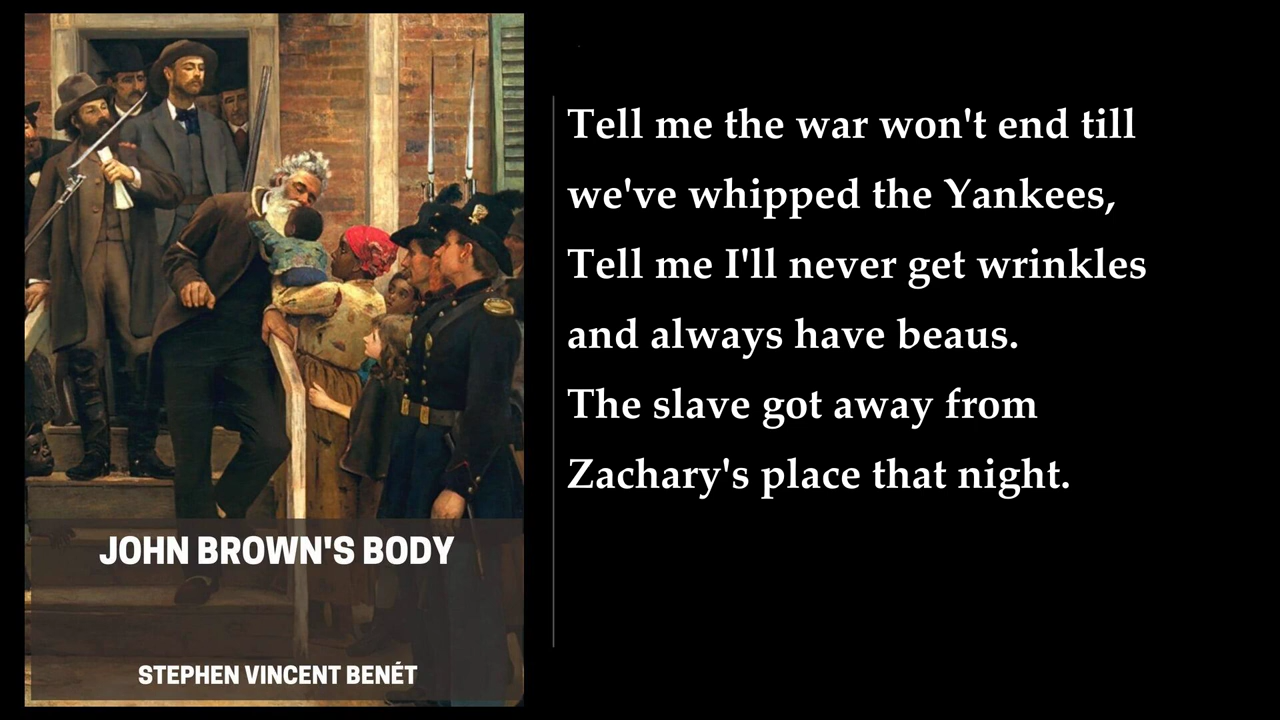 JOHN BROWN'S BODY
STEPHEN VINCENT BENÉT
Tell me the war won't end till
we've whipped the Yankees,
Tell me I'll never get wrinkles
and always have beaus.
The slave got away from
Zachary's place that night.